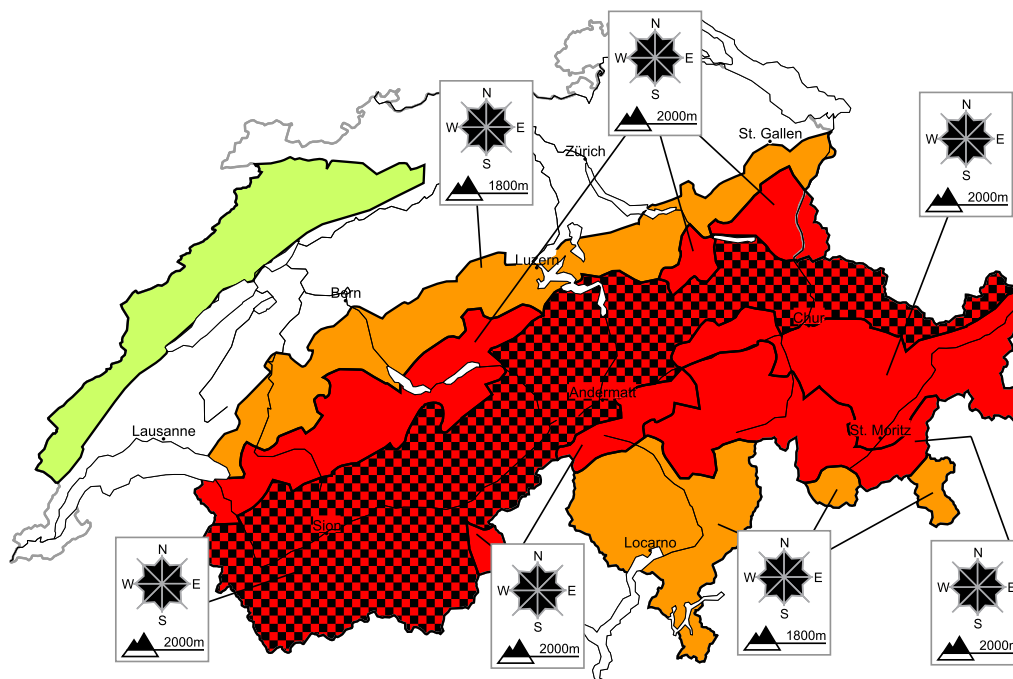 N
W E
S
2000m
N
W E
S
1800m
N
W E
S
2000m
St. Gallen
Zürich
Luzern
Bern
Chur
Andermatt
Lausanne
St. Moritz
Sion
Locarno
N
W E
S
2000m
N
W E
S
2000m
N
W E
S
1800m
N
W E
S
2000m